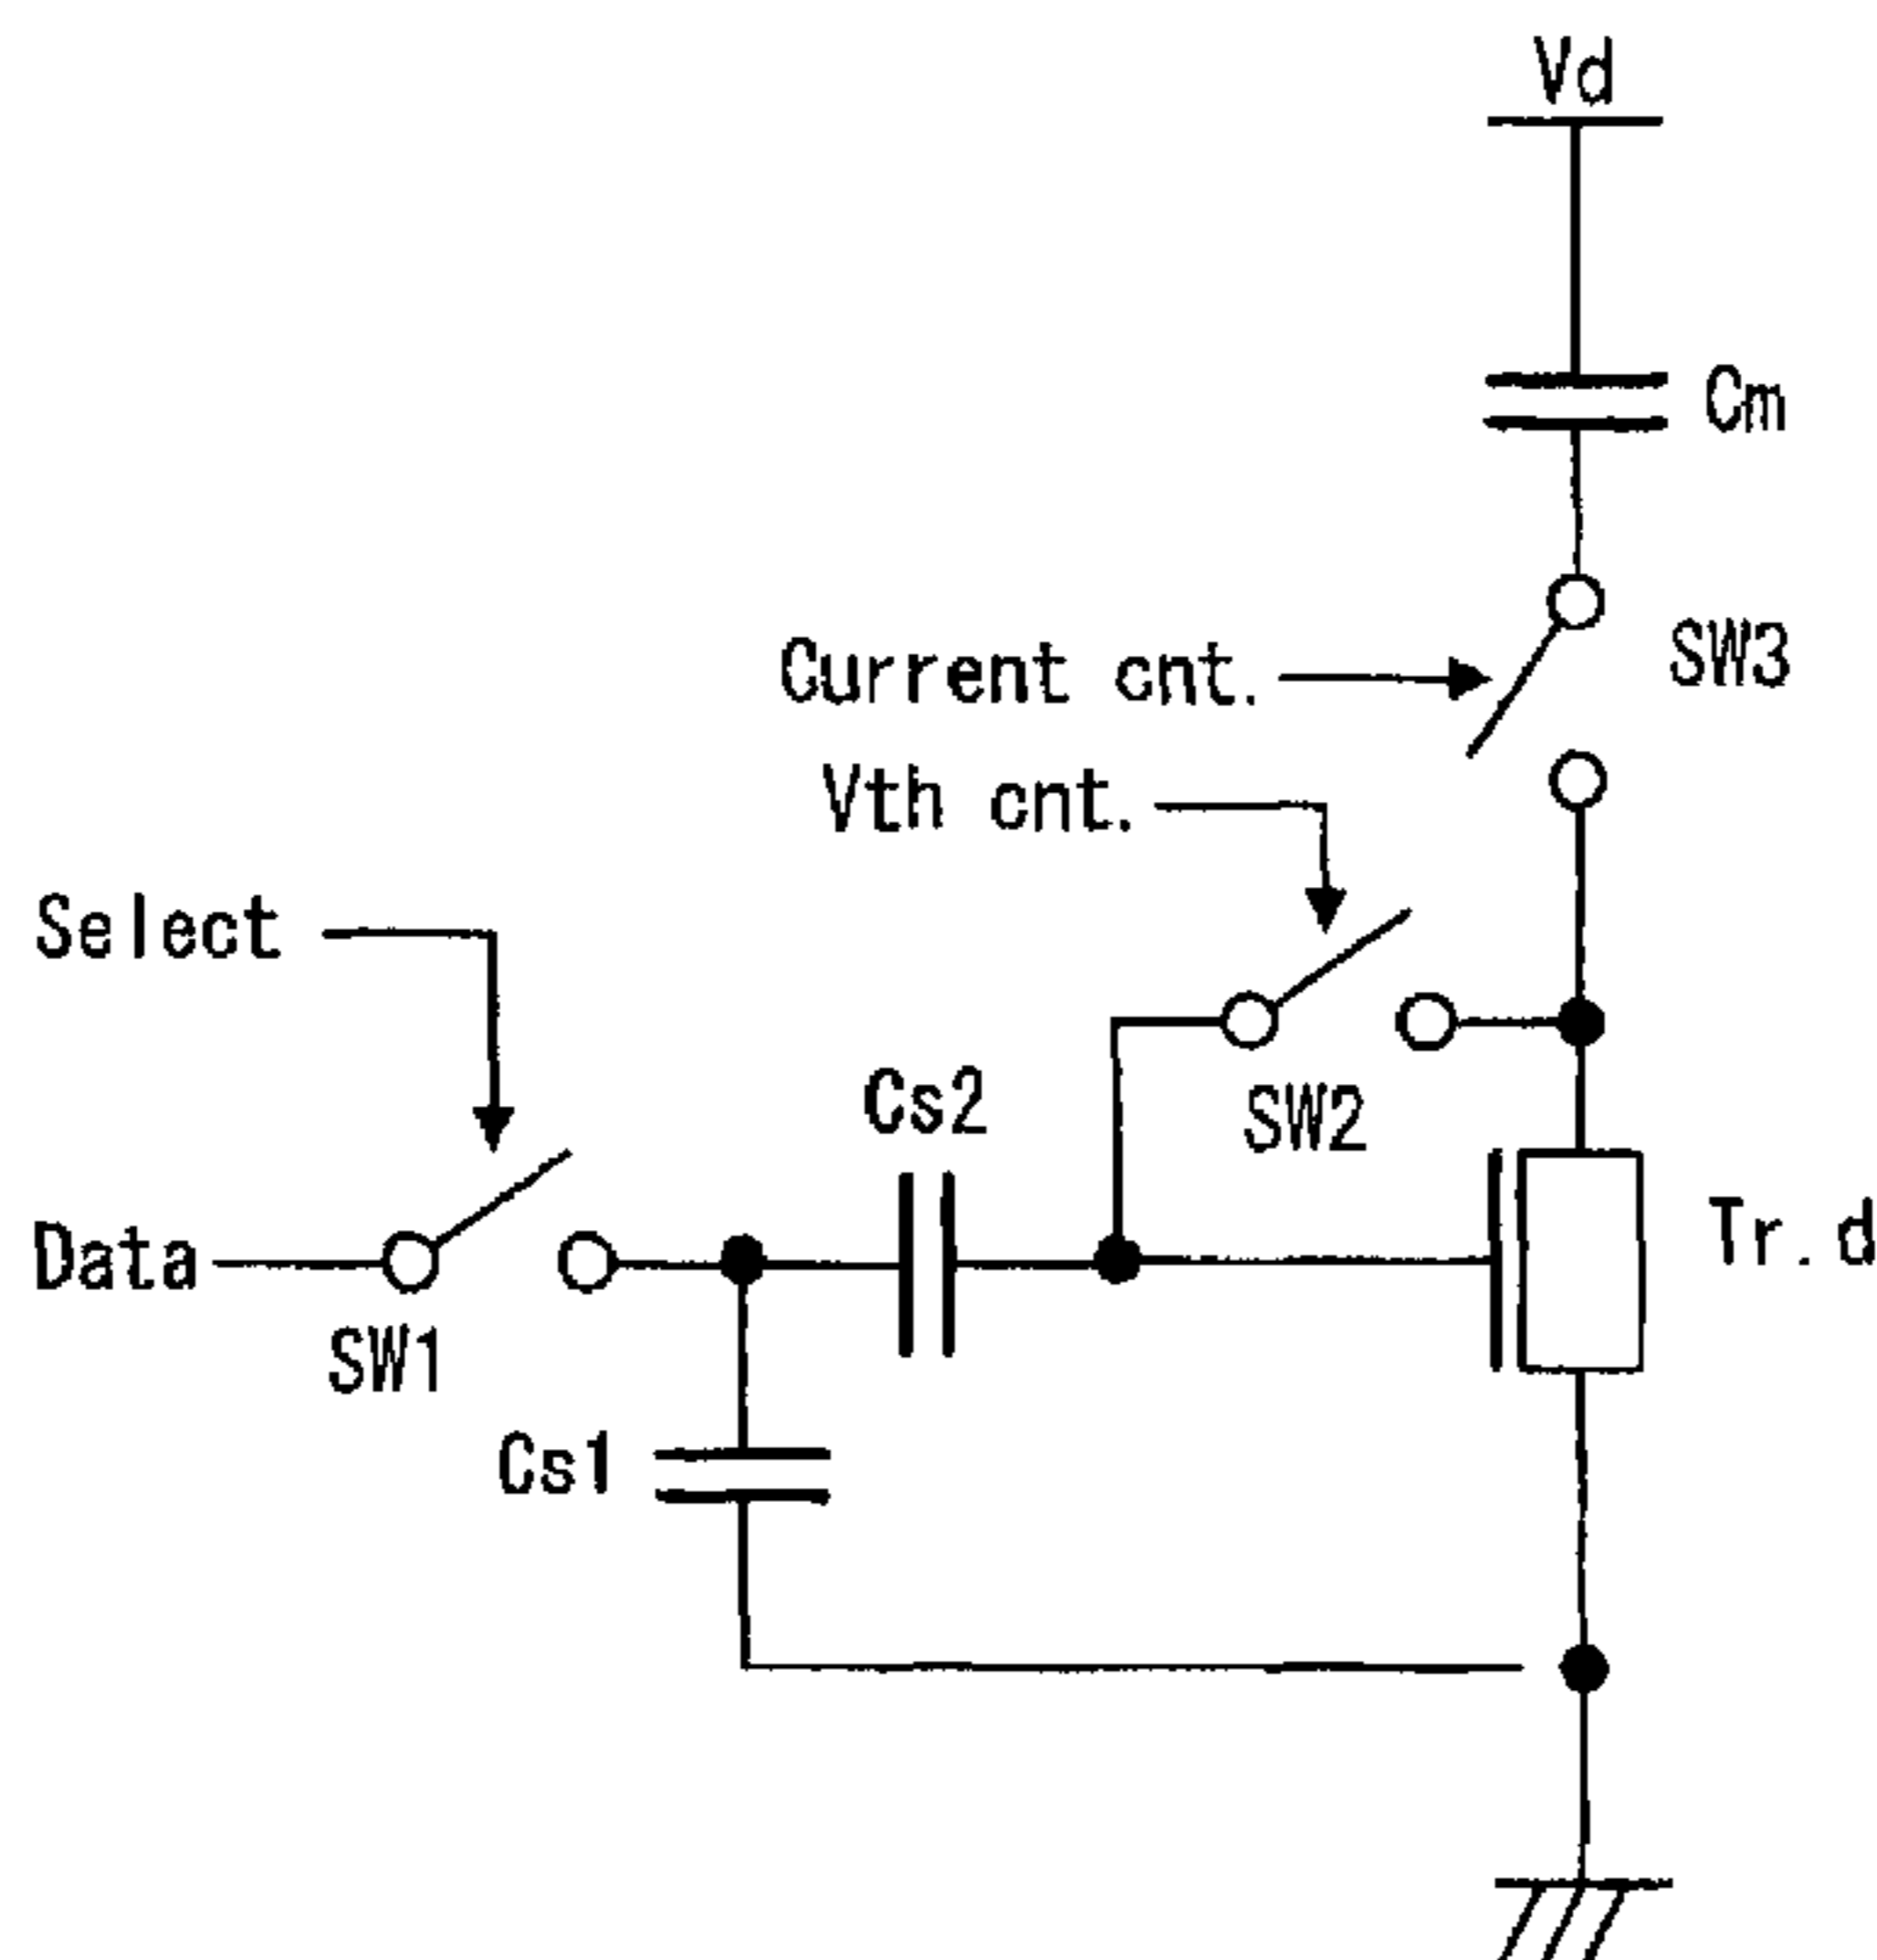 Vd
Cm
SW3
Current cnt.
Vth cnt.
Select
Cs2
SW2
Data
Tr.d
SW1
Cs1